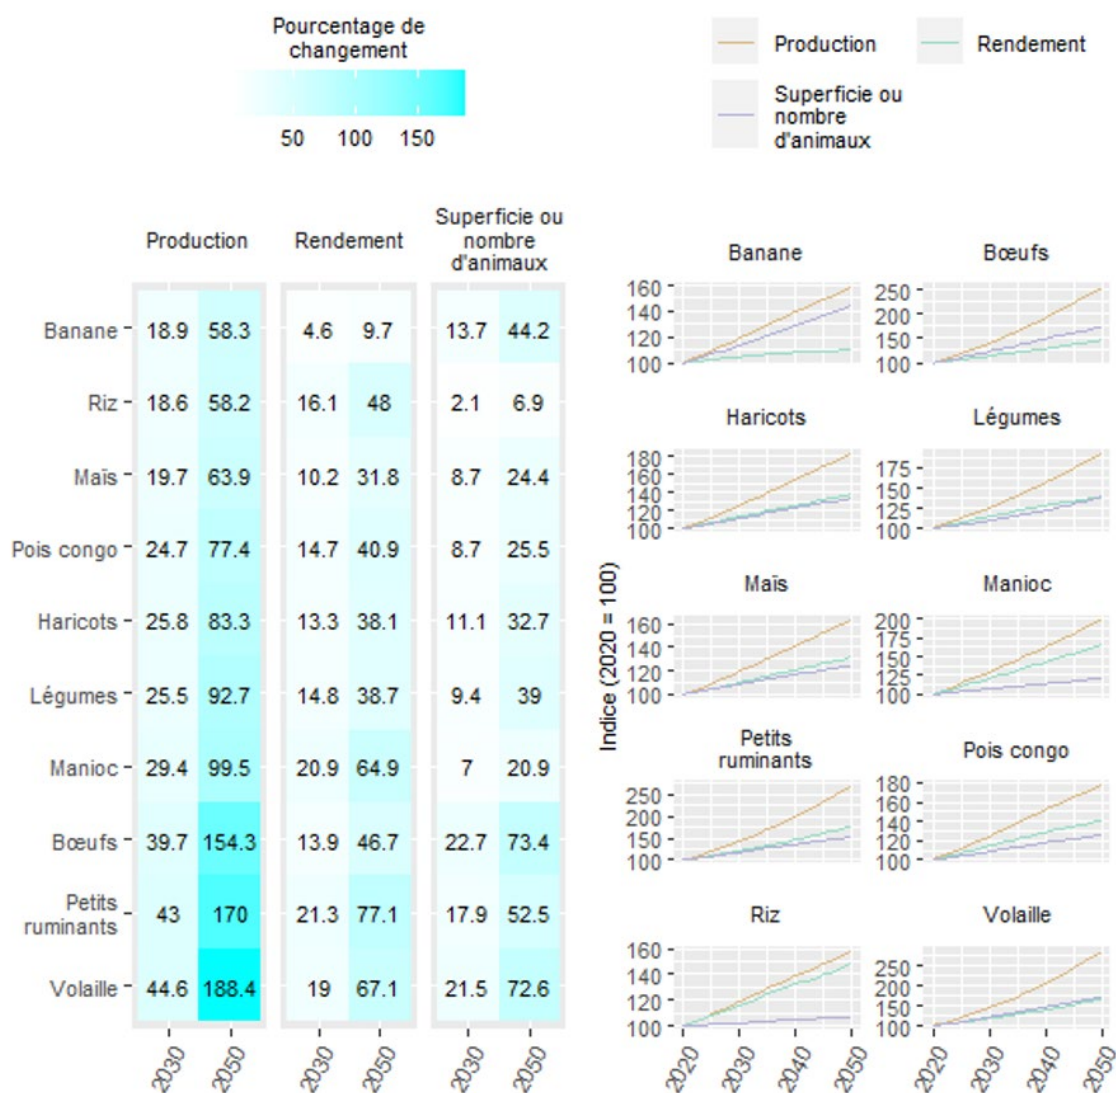 Pourcentage de
changement
50 100 150
Production
Rendement
Superficie ou
nombre
d'animaux
Production
Rendement
Superficie ou
nombre
d'animaux
Banane 18.9 58.3 4.6 9.7 13.7 44.2
Riz 18.6 58.2 16.1 48 2.1 6.9
Maïs 19.7 63.9 10.2 31.8 8.7 24.4
Pois congo 24.7 77.4 14.7 40.9 8.7 25.5
Haricots 25.8 83.3 13.3 38.1 11.1 32.7
Légumes 25.5 92.7 14.8 38.7 9.4 39
Manioc 29.4 99.5 20.9 64.9 7 20.9
Bœufs 39.7 154.3 13.9 46.7 22.7 73.4
Petits
ruminants 43 170 21.3 77.1 17.9 52.5
Volaille 44.6 188.4 19 67.1 21.5 72.6
2030 2050 2030 2050 2030 2050
Indice (2020 = 100)
Banane
160
140
120
100
Bœufs
250
200
150
100
Haricots
180
160
140
120
100
Légumes
175
150
125
100
Maïs
160
140
120
100
Manioc
200
175
150
125
100
Petits
ruminants
250
200
150
100
Pois congo
180
160
140
120
100
Riz
160
140
120
100
Volaille
250
200
150
100
2020 2030 2040 2050
2020 2030 2040 2050